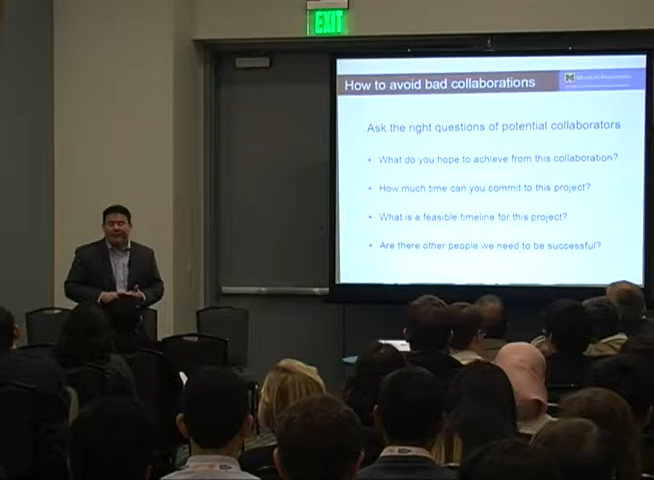 EXIT
How to avoid bad collaborations
Ask the right questions of potential collaborators
• What do you hope to achieve from this collaboration?
• How much time can you commit to this project?
• What is a feasible timeline for this project?
• Are there other people we need to be successful?